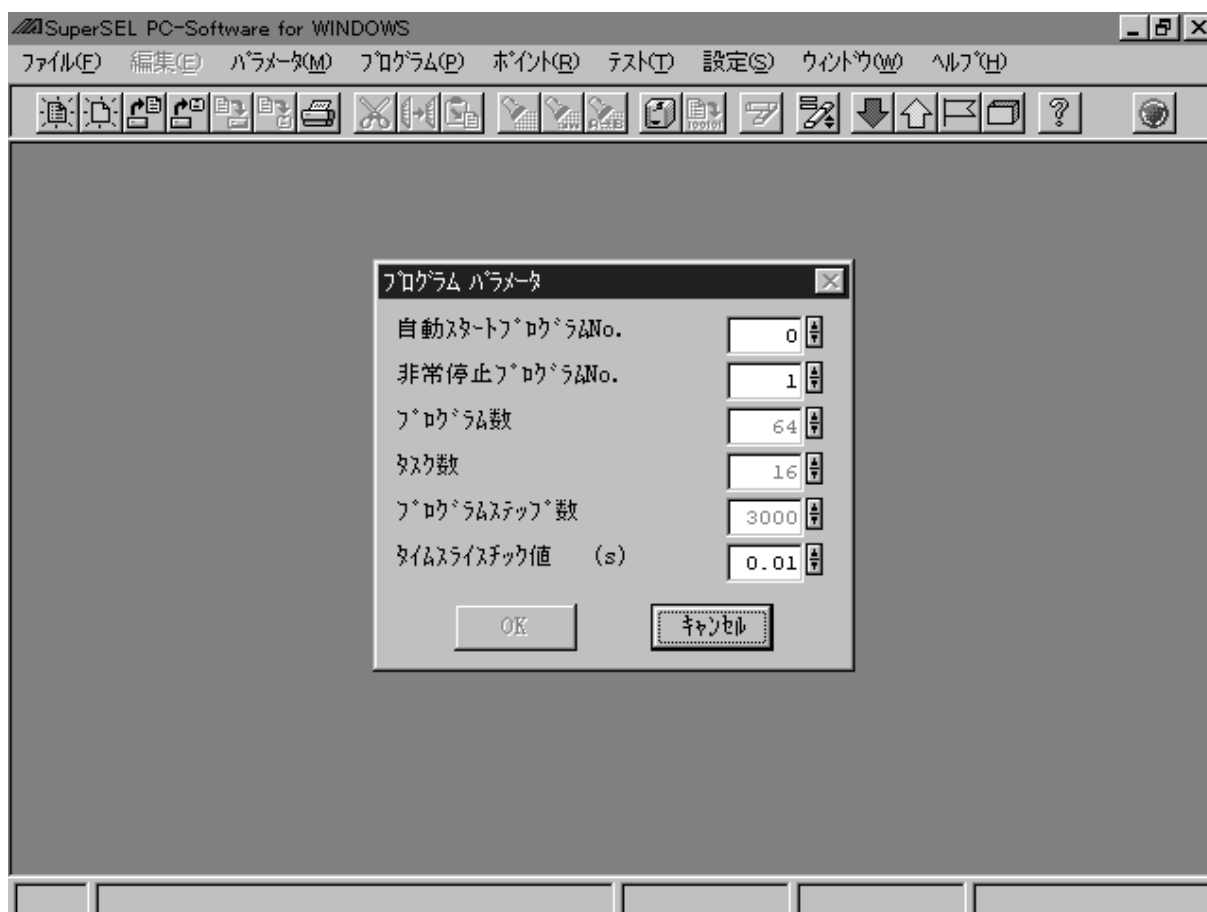 SuperSEL PC-Software for WINDOWS
ファイル(F) 編集(E) パラメータ(M) プログラム(P) ポイント(R) テスト(T) 設定(S) ウィンドウ(W) ヘルプ(H)
プログラム パラメータ
自動スタートプログラムNo. 0
非常停止プログラムNo. 1
プログラム数 64
タスク数 16
プログラムステップ数 3000
タイムスライスチック値 (s) 0.01
OK キャンセル